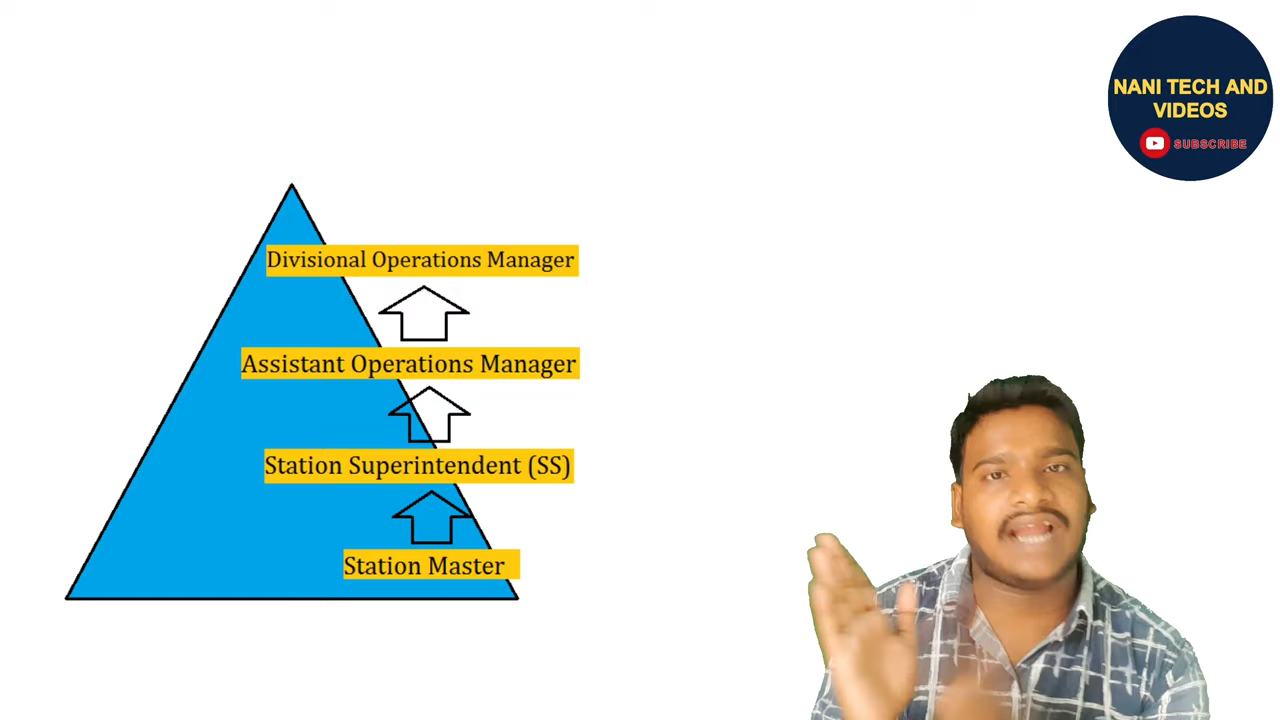 NANI TECH AND
VIDEOS
SUBSCRIBE
Divisional Operations Manager
Assistant Operations Manager
Station Superintendent (SS)
Station Master